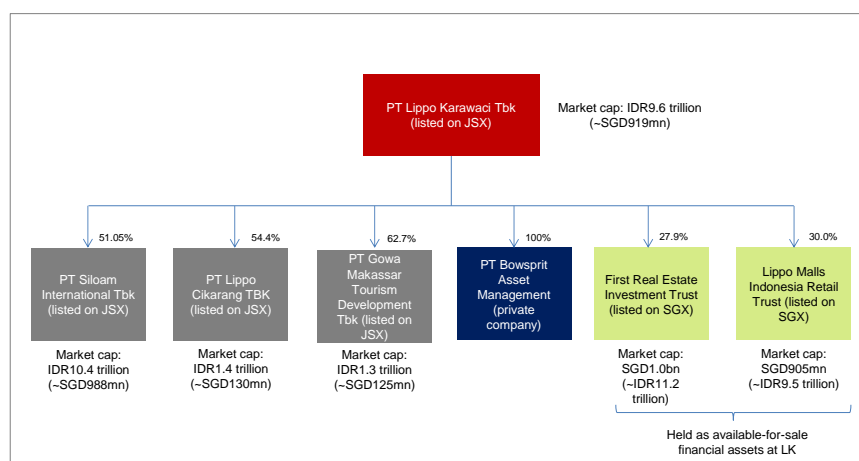 PT Lippo Karawaci Tbk
(listed on JSX)
Market cap: IDR9.6 trillion
(~SGD919mn)
51.05%
54.4%
62.7%
100%
27.9%
30.0%
PT Siloam
International Tbk
(listed on JSX)
PT Lippo
Cikarang TBK
(listed on JSX)
PT Gowa
Makassar
Tourism
Development
Tbk (listed on
JSX)
PT Bowsprit
Asset
Management
(private
company)
First Real Estate
Investment Trust
(listed on SGX)
Lippo Malls
Indonesia Retail
Trust (listed on
SGX)
Market cap:
IDR10.4 trillion
(~SGD988mn)
Market cap:
IDR1.4 trillion
(~SGD130mn)
Market cap:
IDR1.3 trillion
(~SGD125mn)
Market cap:
SGD1.0bn
(~IDR11.2
trillion)
Market cap:
SGD905mn
(~IDR9.5 trillion)
Held as available-for-sale
financial assets at LK